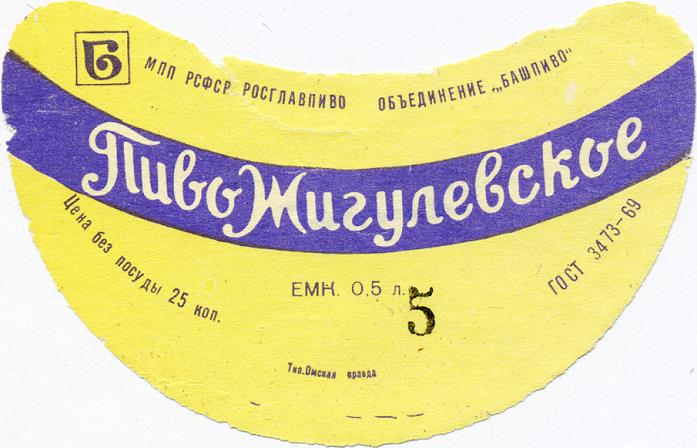 Б
МПП РСФСР РОСГЛАВПИВО ОБЪЕДИНЕНИЕ „БАШПИВО"
Пиво Жигулевское
Цена без посуды 25 коп.
ЕМК. 0,5 л.
5
ГОСТ 3473-69
Тип. Омская правда